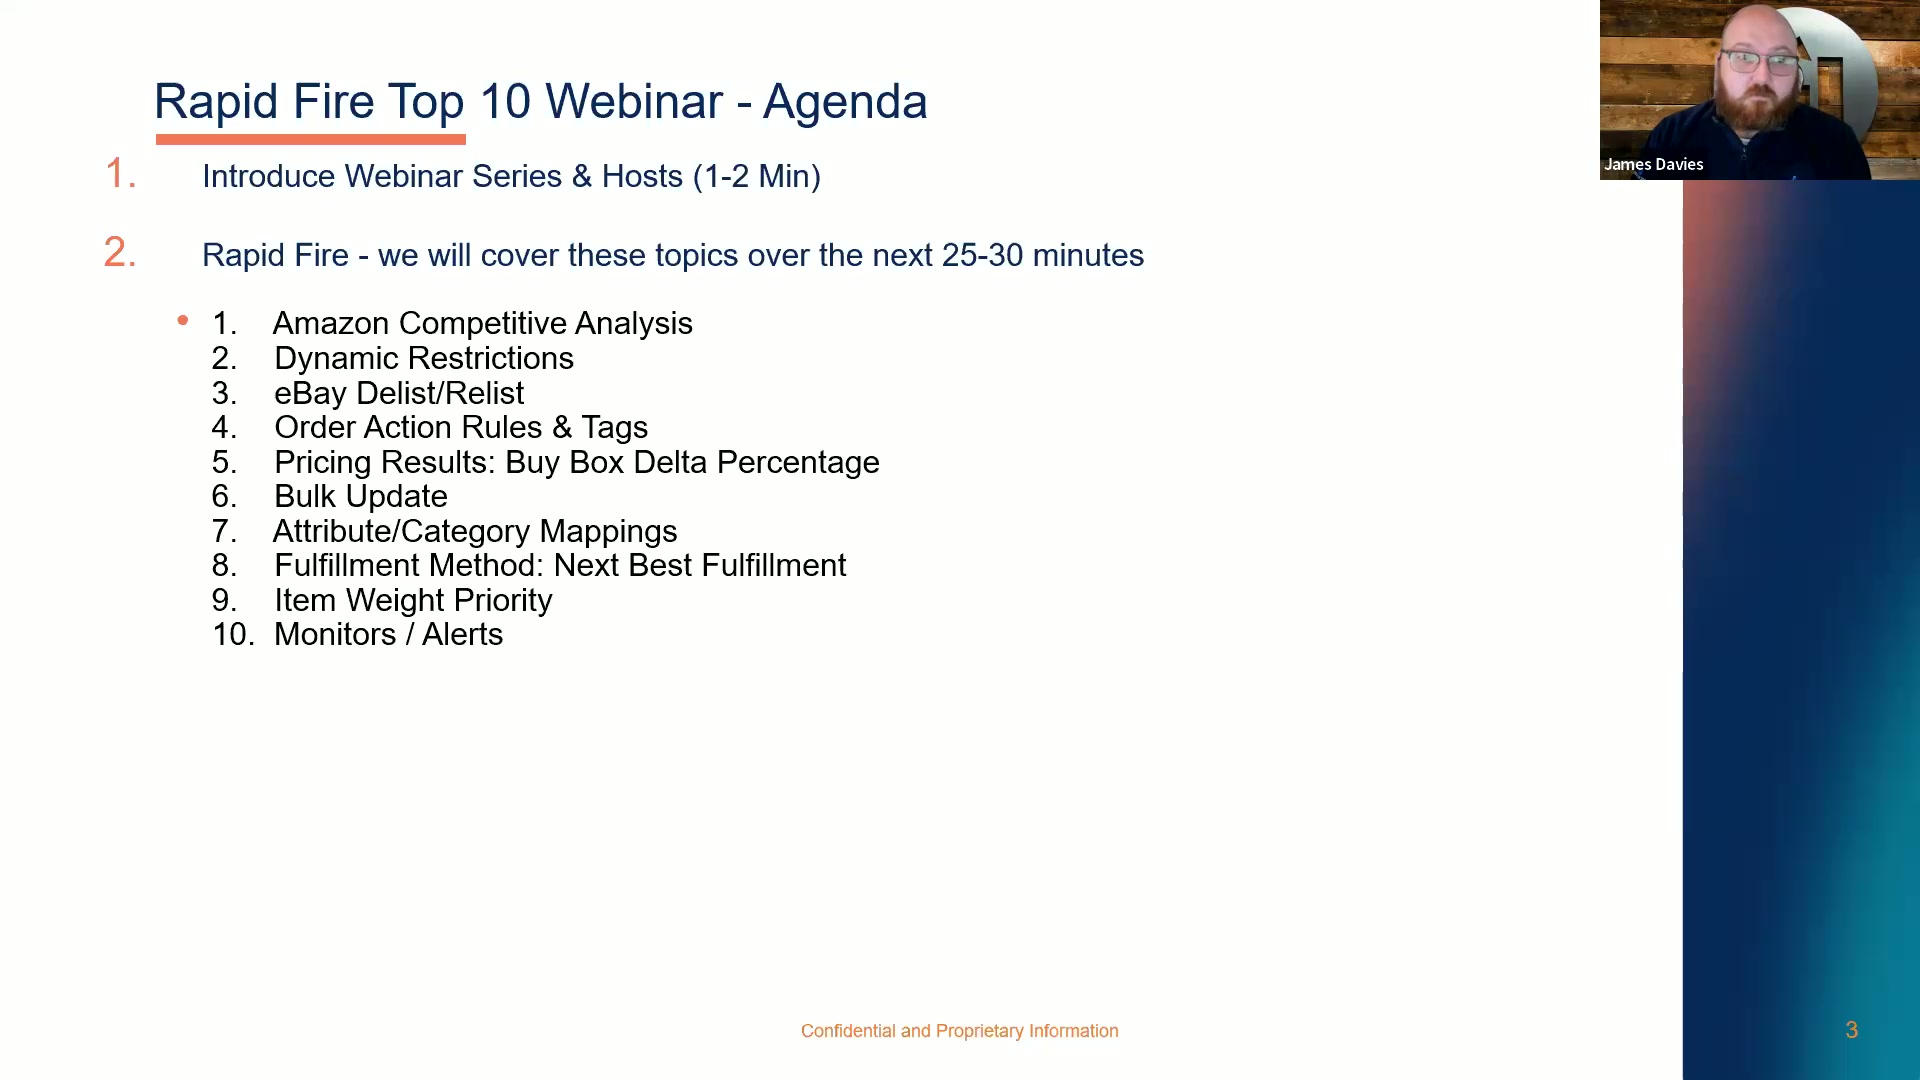 Rapid Fire Top 10 Webinar - Agenda
1. Introduce Webinar Series & Hosts (1-2 Min)
2. Rapid Fire - we will cover these topics over the next 25-30 minutes
• 1. Amazon Competitive Analysis
2. Dynamic Restrictions
3. eBay Delist/Relist
4. Order Action Rules & Tags
5. Pricing Results: Buy Box Delta Percentage
6. Bulk Update
7. Attribute/Category Mappings
8. Fulfillment Method: Next Best Fulfillment
9. Item Weight Priority
10. Monitors / Alerts
James Davies
Confidential and Proprietary Information
3